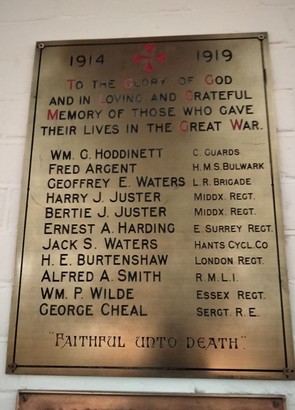 1914 1919
To the Glory of God
and in Loving and Grateful
Memory of those who gave
their lives in the Great War.
Wm. G. Hoddinett C. Guards
Fred Argent H.M.S. Bulwark
Geoffrey E. Waters L.R. Brigade
Harry J. Juster Middx. Regt.
Bertie J. Juster Middx. Regt.
Ernest A. Harding E Surrey Regt.
Jack S. Waters Hants Cycl. Co
H. E. Burtenshaw London Regt.
Alfred A. Smith R.M.L.I.
Wm. P. Wilde Essex Regt.
George Cheal Sergt. R.E.
"Faithful unto Death".